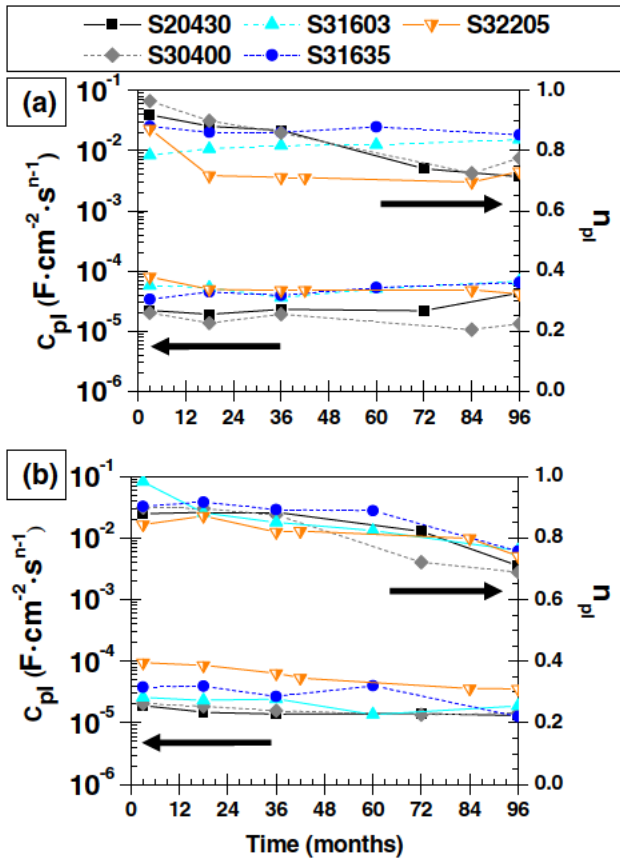 S20430 S31603 S32205
S30400 S31635
(a)
10⁻¹ 1.0
10⁻² 0.8
10⁻³ 0.6
10⁻⁴ 0.4
10⁻⁵ 0.2
10⁻⁶ 0.0
C_pl (F·cm⁻²·sⁿ⁻¹)
n_pl
0 12 24 36 48 60 72 84 96
(b)
10⁻¹ 1.0
10⁻² 0.8
10⁻³ 0.6
10⁻⁴ 0.4
10⁻⁵ 0.2
10⁻⁶ 0.0
C_pl (F·cm⁻²·sⁿ⁻¹)
n_pl
0 12 24 36 48 60 72 84 96
Time (months)